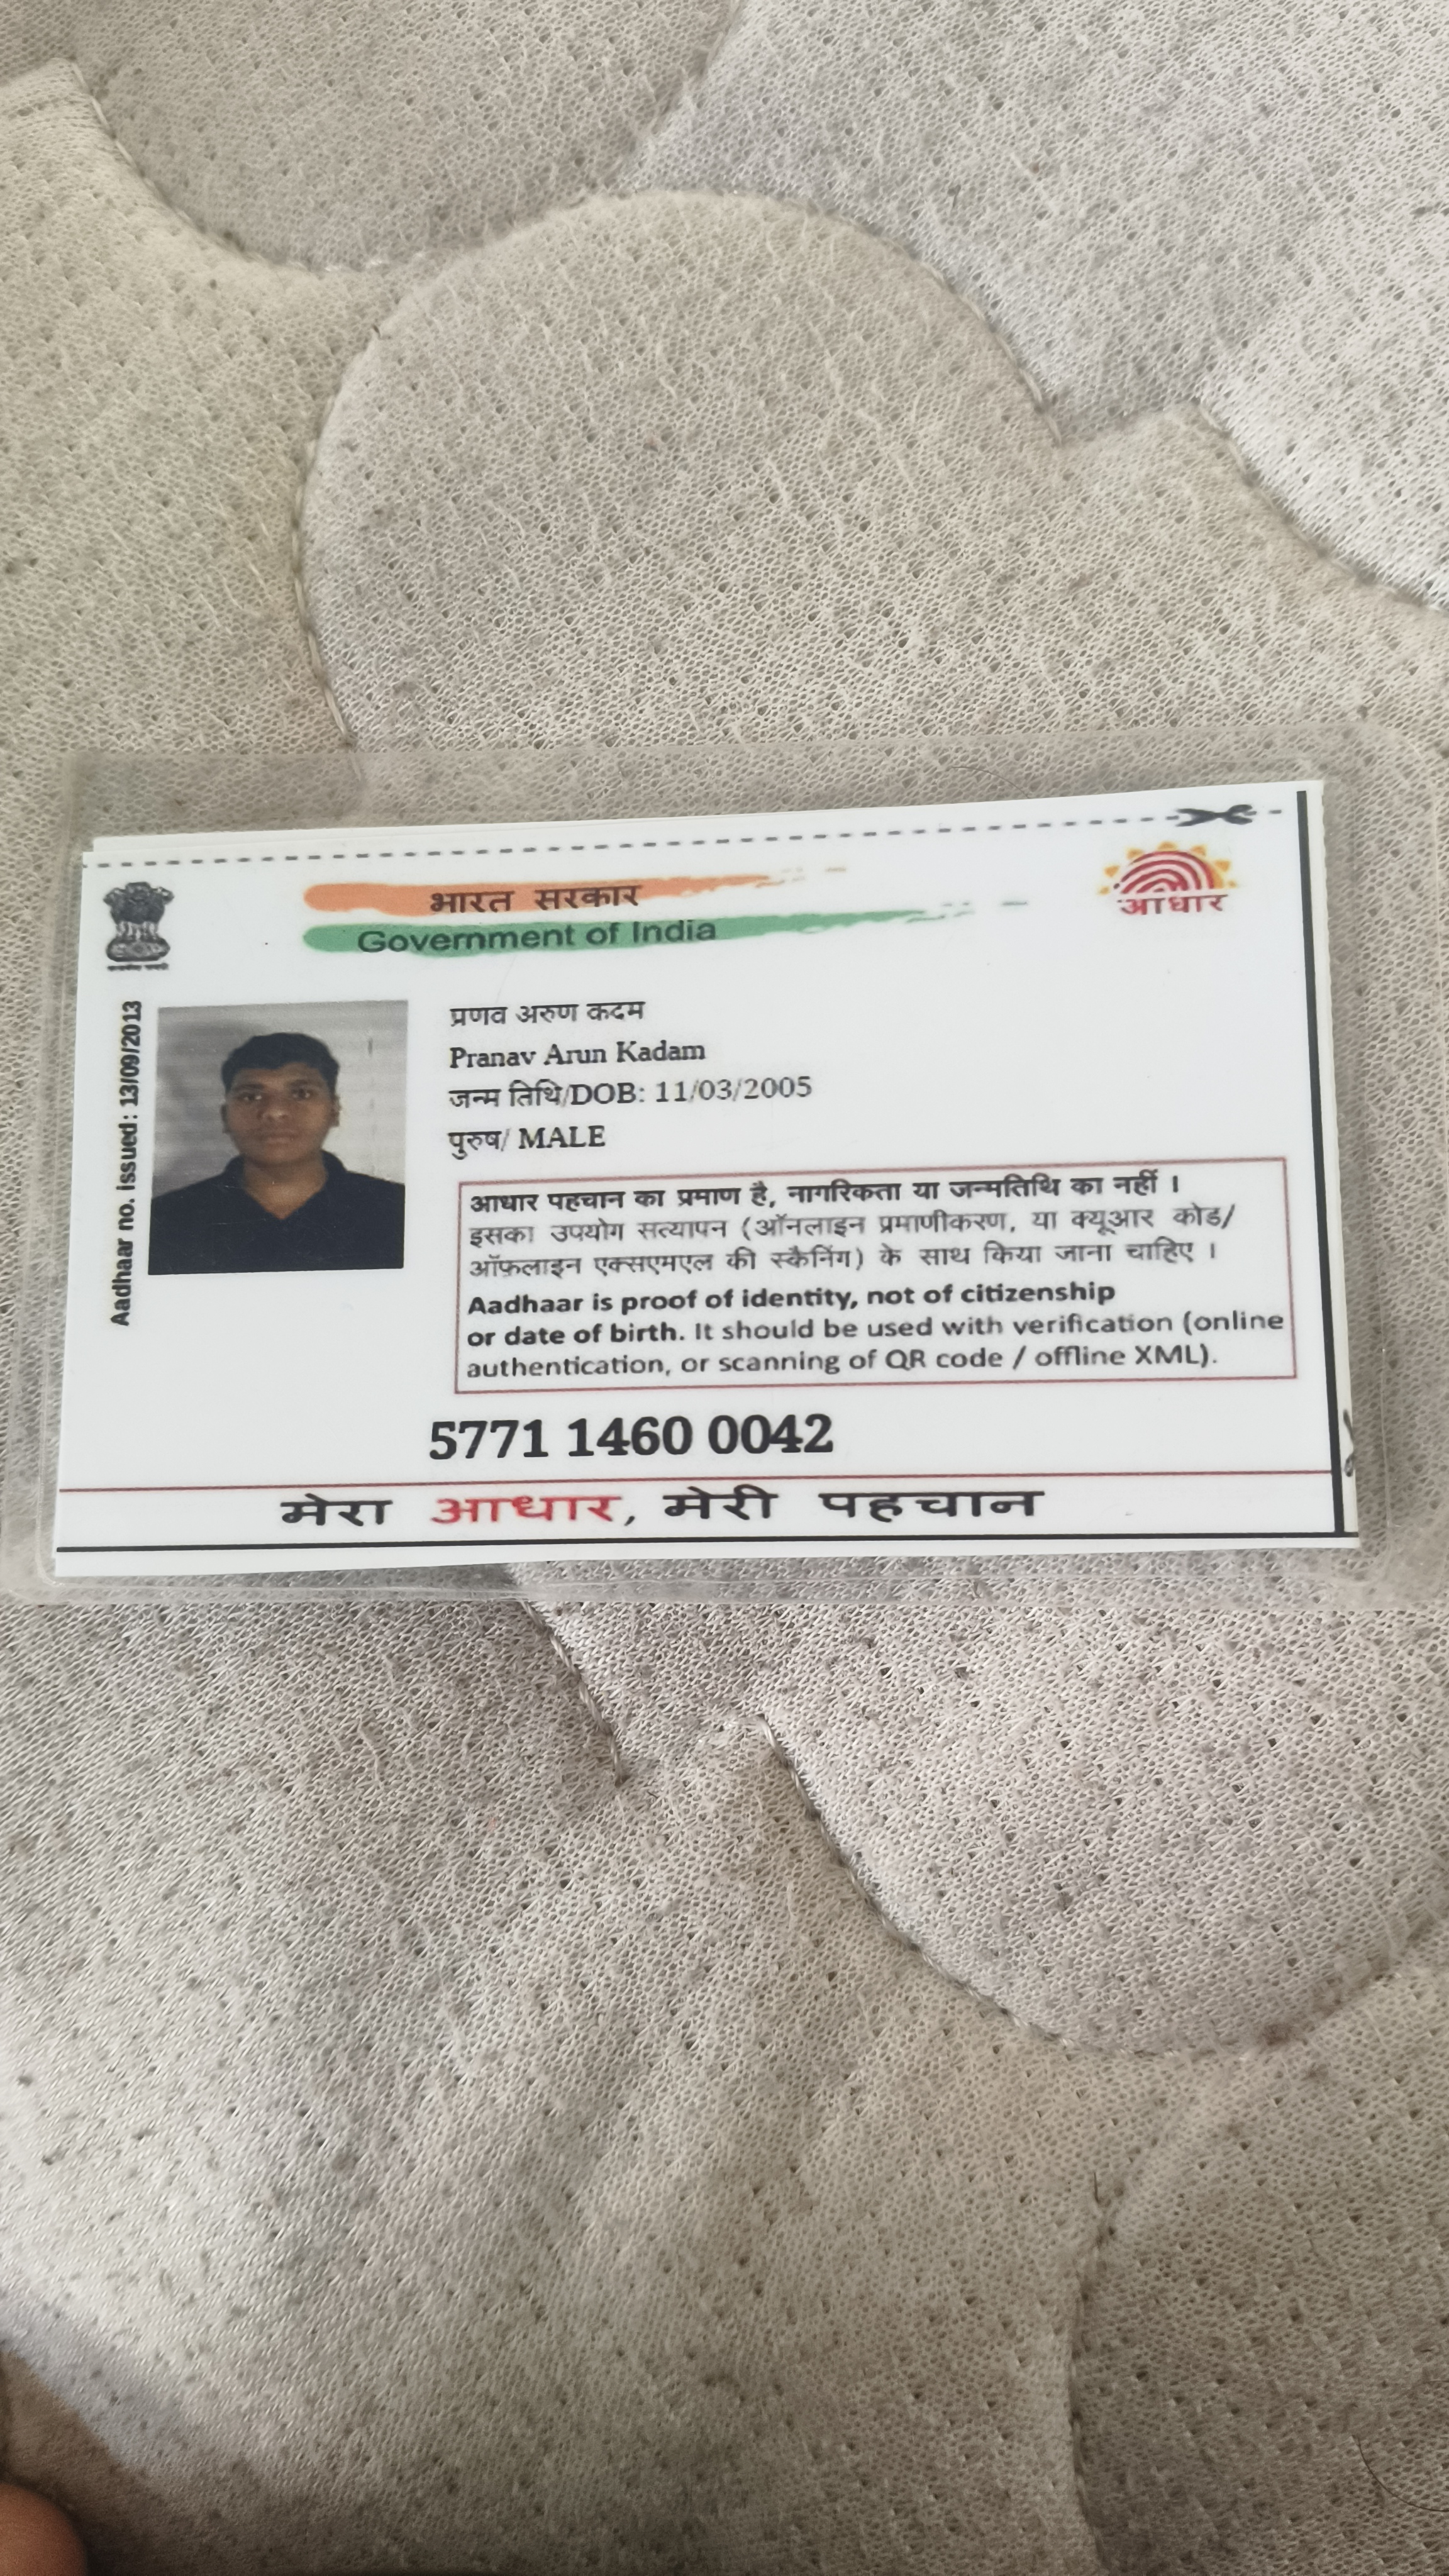 भारत सरकार
Government of India
आधार
Aadhaar no. issued: 13/09/2013
प्रणव अरुण कदम
Pranav Arun Kadam
जन्म तिथि/DOB: 11/03/2005
पुरुष/ MALE
आधार पहचान का प्रमाण है, नागरिकता या जन्मतिथि का नहीं ।
इसका उपयोग सत्यापन (ऑनलाइन प्रमाणीकरण, या क्यूआर कोड/
ऑफ़लाइन एक्सएमएल की स्कैनिंग) के साथ किया जाना चाहिए ।
Aadhaar is proof of identity, not of citizenship
or date of birth. It should be used with verification (online
authentication, or scanning of QR code / offline XML).
5771 1460 0042
मेरा आधार, मेरी पहचान